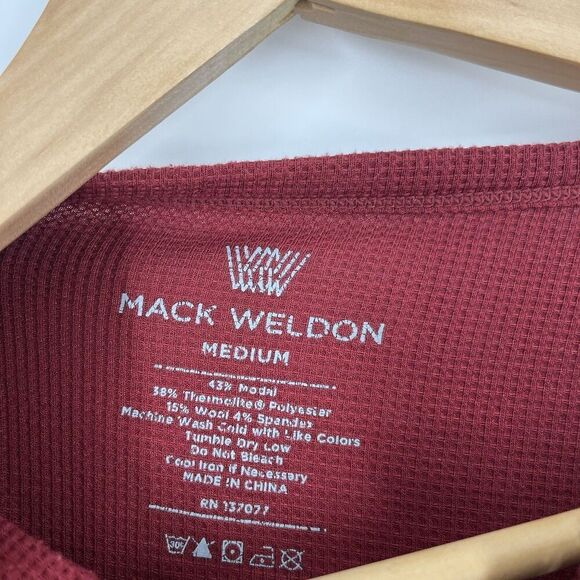 MACK WELDON
MEDIUM
43% Modal
38% Thermolite® Polyester
15% Wool 4% Spandex
Machine Wash Cold with Like Colors
Tumble Dry Low
Do Not Bleach
Cool Iron if Necessary
MADE IN CHINA
RN 137077
30c